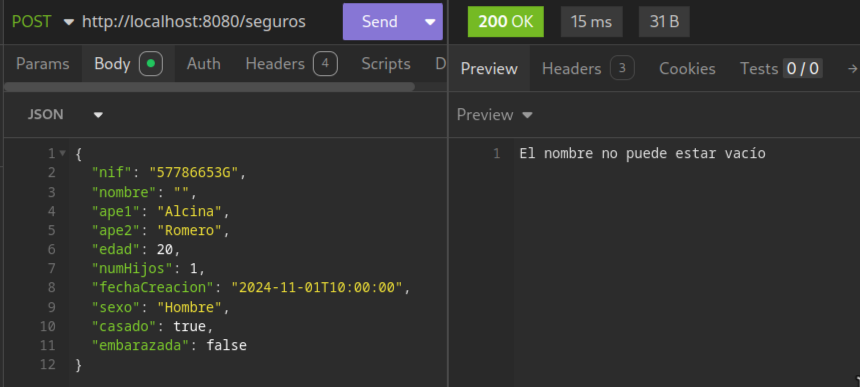 POST http://localhost:8080/seguros Send
200 OK 15 ms 31 B
Params Body Auth Headers 4 Scripts D
Preview Headers 3 Cookies Tests 0 / 0 →
JSON
Preview
1 {
2 "nif": "57786653G",
3 "nombre": "",
4 "ape1": "Alcina",
5 "ape2": "Romero",
6 "edad": 20,
7 "numHijos": 1,
8 "fechaCreacion": "2024-11-01T10:00:00",
9 "sexo": "Hombre",
10 "casado": true,
11 "embarazada": false
12 }
1 El nombre no puede estar vacío